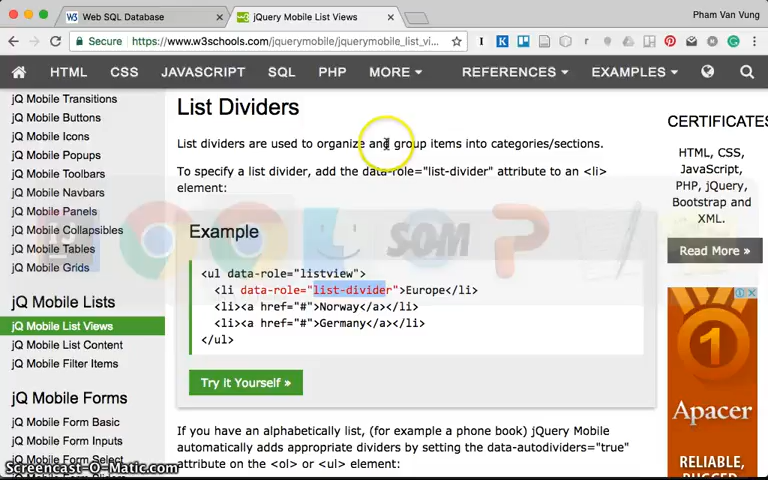 Web SQL Database
jQuery Mobile List Views
Pham Van Vung
Secure https://www.w3schools.com/jquerymobile/jquerymobile_list_vi...
HTML CSS JAVASCRIPT SQL PHP MORE REFERENCES EXAMPLES
jQ Mobile Transitions
jQ Mobile Buttons
jQ Mobile Icons
jQ Mobile Popups
jQ Mobile Toolbars
jQ Mobile Navbars
jQ Mobile Panels
jQ Mobile Collapsibles
jQ Mobile Tables
jQ Mobile Grids
jQ Mobile Lists
jQ Mobile List Views
jQ Mobile List Content
jQ Mobile Filter Items
jQ Mobile Forms
jQ Mobile Form Basic
jQ Mobile Form Inputs
jQ Mobile Form Select
List Dividers
List dividers are used to organize and group items into categories/sections.
To specify a list divider, add the data-role="list-divider" attribute to an <li>
element:
SOM
Example
<ul data-role="listview">
<li data-role="list-divider">Europe</li>
<li><a href="#">Norway</a></li>
<li><a href="#">Germany</a></li>
</ul>
Try it Yourself »
If you have an alphabetically list, (for example a phone book) jQuery Mobile
automatically adds appropriate dividers by setting the data-autodividers="true"
attribute on the <ol> or <ul> element:
CERTIFICATES
HTML, CSS,
JavaScript,
PHP, jQuery,
Bootstrap and
XML.
Read More »
1
Apacer
RELIABLE,
RUGGED,
Screencast-O-Matic.com